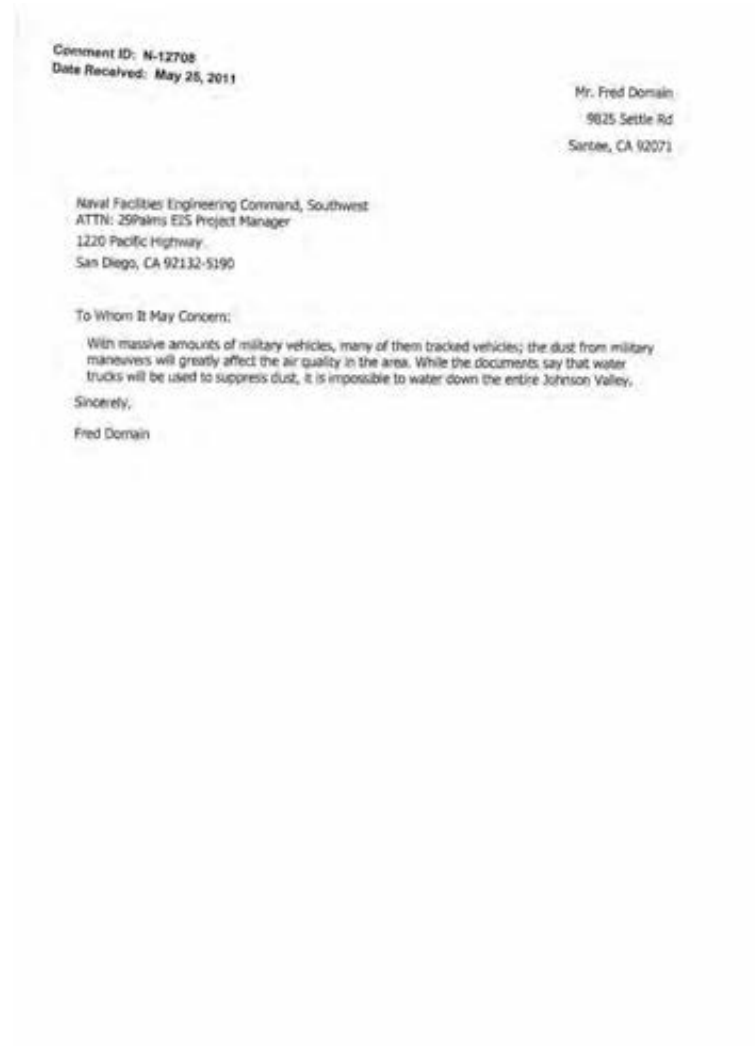 Comment ID: N-12708
Date Received: May 25, 2011
Mr. Fred Domain
9825 Settle Rd
Santee, CA 92071
Naval Facilities Engineering Command, Southwest
ATTN: 29Palms EIS Project Manager
1220 Pacific Highway
San Diego, CA 92132-5190
To Whom It May Concern:
With massive amounts of military vehicles, many of them tracked vehicles; the dust from military
maneuvers will greatly affect the air quality in the area. While the documents say that water
trucks will be used to suppress dust, it is impossible to water down the entire Johnson Valley.
Sincerely,
Fred Domain